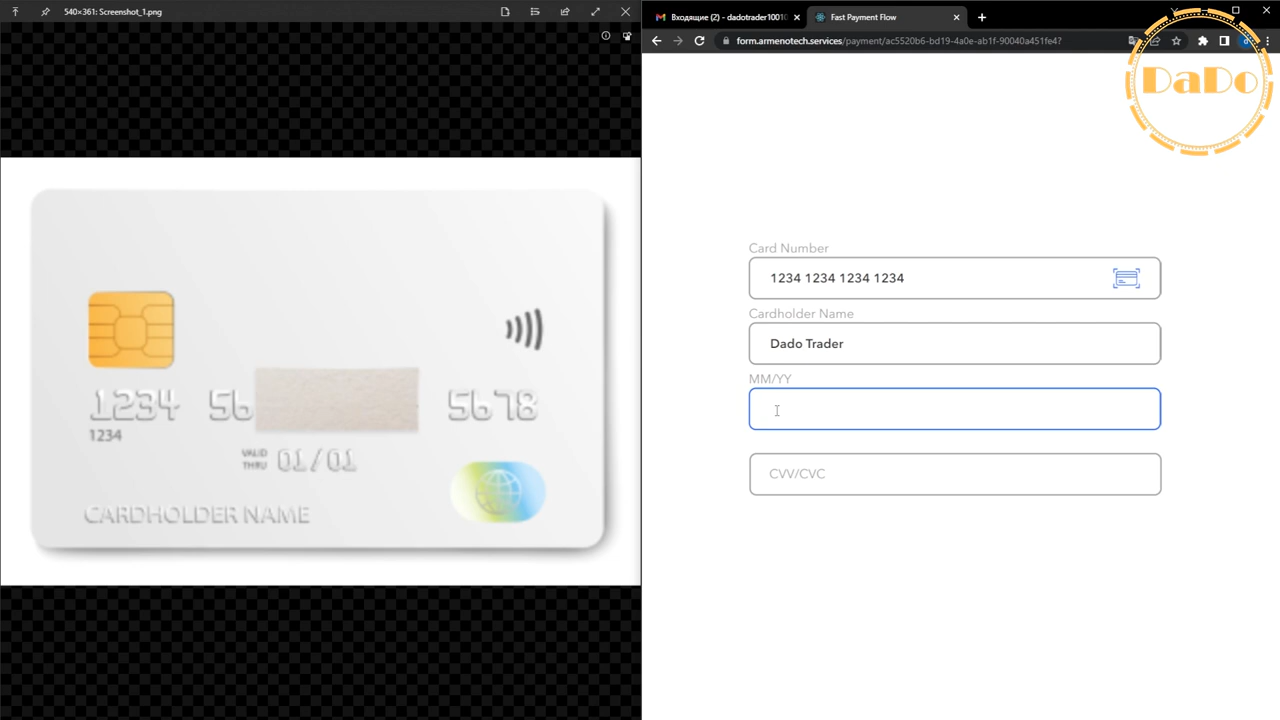 540×361: Screenshot_1.png
1234 56 5678
1234
VALID
THRU
01/01
CARDHOLDER NAME
Входящие (2) - dadotrader1001
Fast Payment Flow
form.armenotech.services/payment/ac5520b6-bd19-4a0e-ab1f-90040a451fe4?
DaDo
Card Number
1234 1234 1234 1234
Cardholder Name
Dado Trader
MM/YY
CVV/CVC